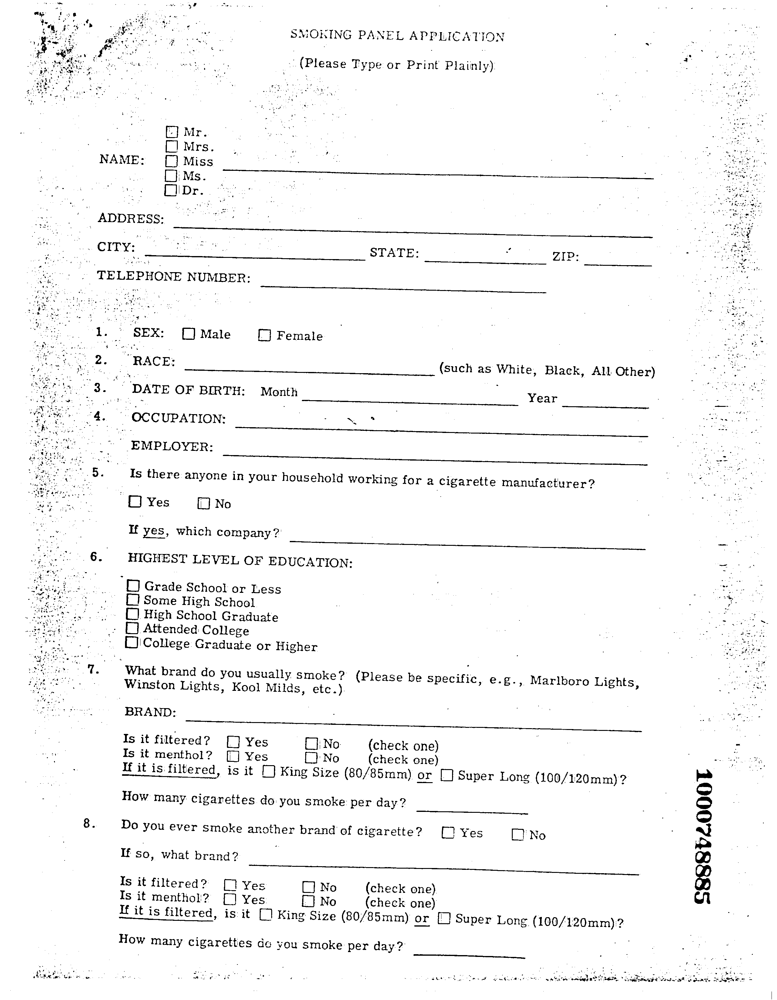 SMOKING PANEL APPLICATION
(Please Type or Print Plainly)
☐ Mr.
☐ Mrs.
NAME: ☐ Miss
☐ Ms.
☐ Dr.
ADDRESS:
CITY: STATE: ZIP:
TELEPHONE NUMBER:
1. SEX: ☐ Male ☐ Female
2. RACE: (such as White, Black, All Other)
3. DATE OF BIRTH: Month Year
4. OCCUPATION:
EMPLOYER:
5. Is there anyone in your household working for a cigarette manufacturer?
☐ Yes ☐ No
If yes, which company?
6. HIGHEST LEVEL OF EDUCATION:
☐ Grade School or Less
☐ Some High School
☐ High School Graduate
☐ Attended College
☐ College Graduate or Higher
7. What brand do you usually smoke? (Please be specific, e.g., Marlboro Lights,
Winston Lights, Kool Milds, etc.)
BRAND:
Is it filtered? ☐ Yes ☐ No (check one)
Is it menthol? ☐ Yes ☐ No (check one)
If it is filtered, is it ☐ King Size (80/85mm) or ☐ Super Long (100/120mm)?
How many cigarettes do you smoke per day?
8. Do you ever smoke another brand of cigarette? ☐ Yes ☐ No
If so, what brand?
Is it filtered? ☐ Yes ☐ No (check one)
Is it menthol? ☐ Yes ☐ No (check one)
If it is filtered, is it ☐ King Size (80/85mm) or ☐ Super Long (100/120mm)?
How many cigarettes do you smoke per day?
1000748885